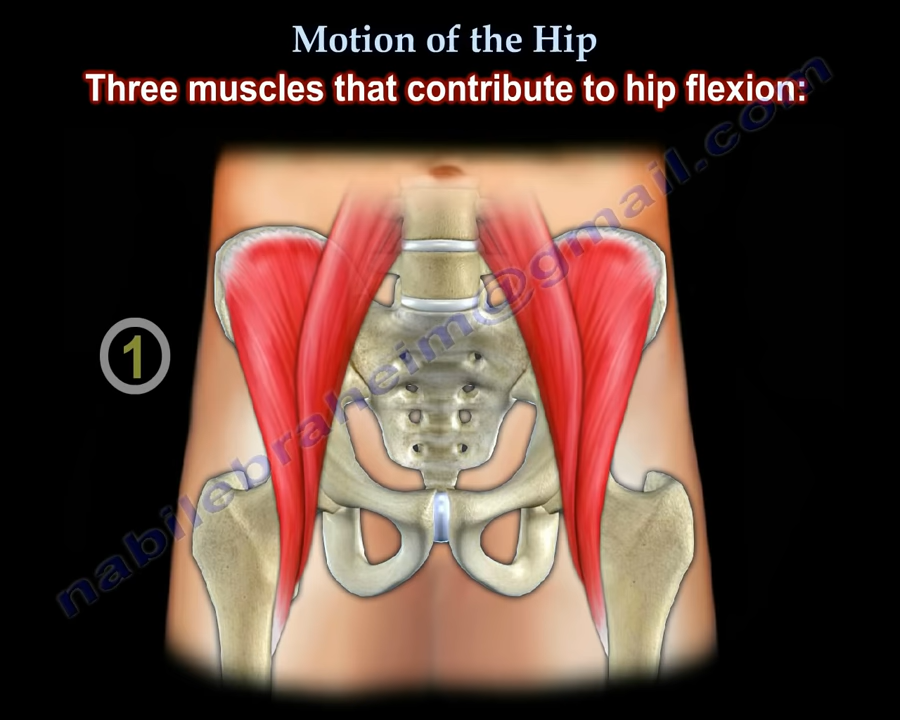 Motion of the Hip
Three muscles that contribute to hip flexion:
1
nabilebraheim@gmail.com